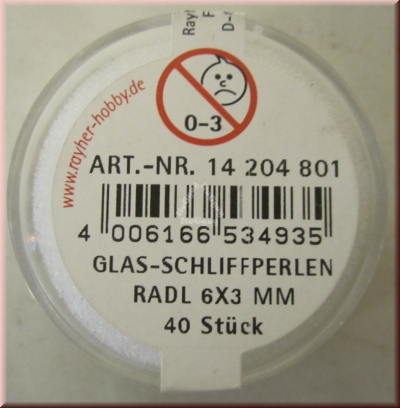 0-3
www.rayher-hobby.de
ART.-NR. 14 204 801
4 006166 534935
GLAS-SCHLIFFPERLEN
RADL 6X3 MM
40 Stück